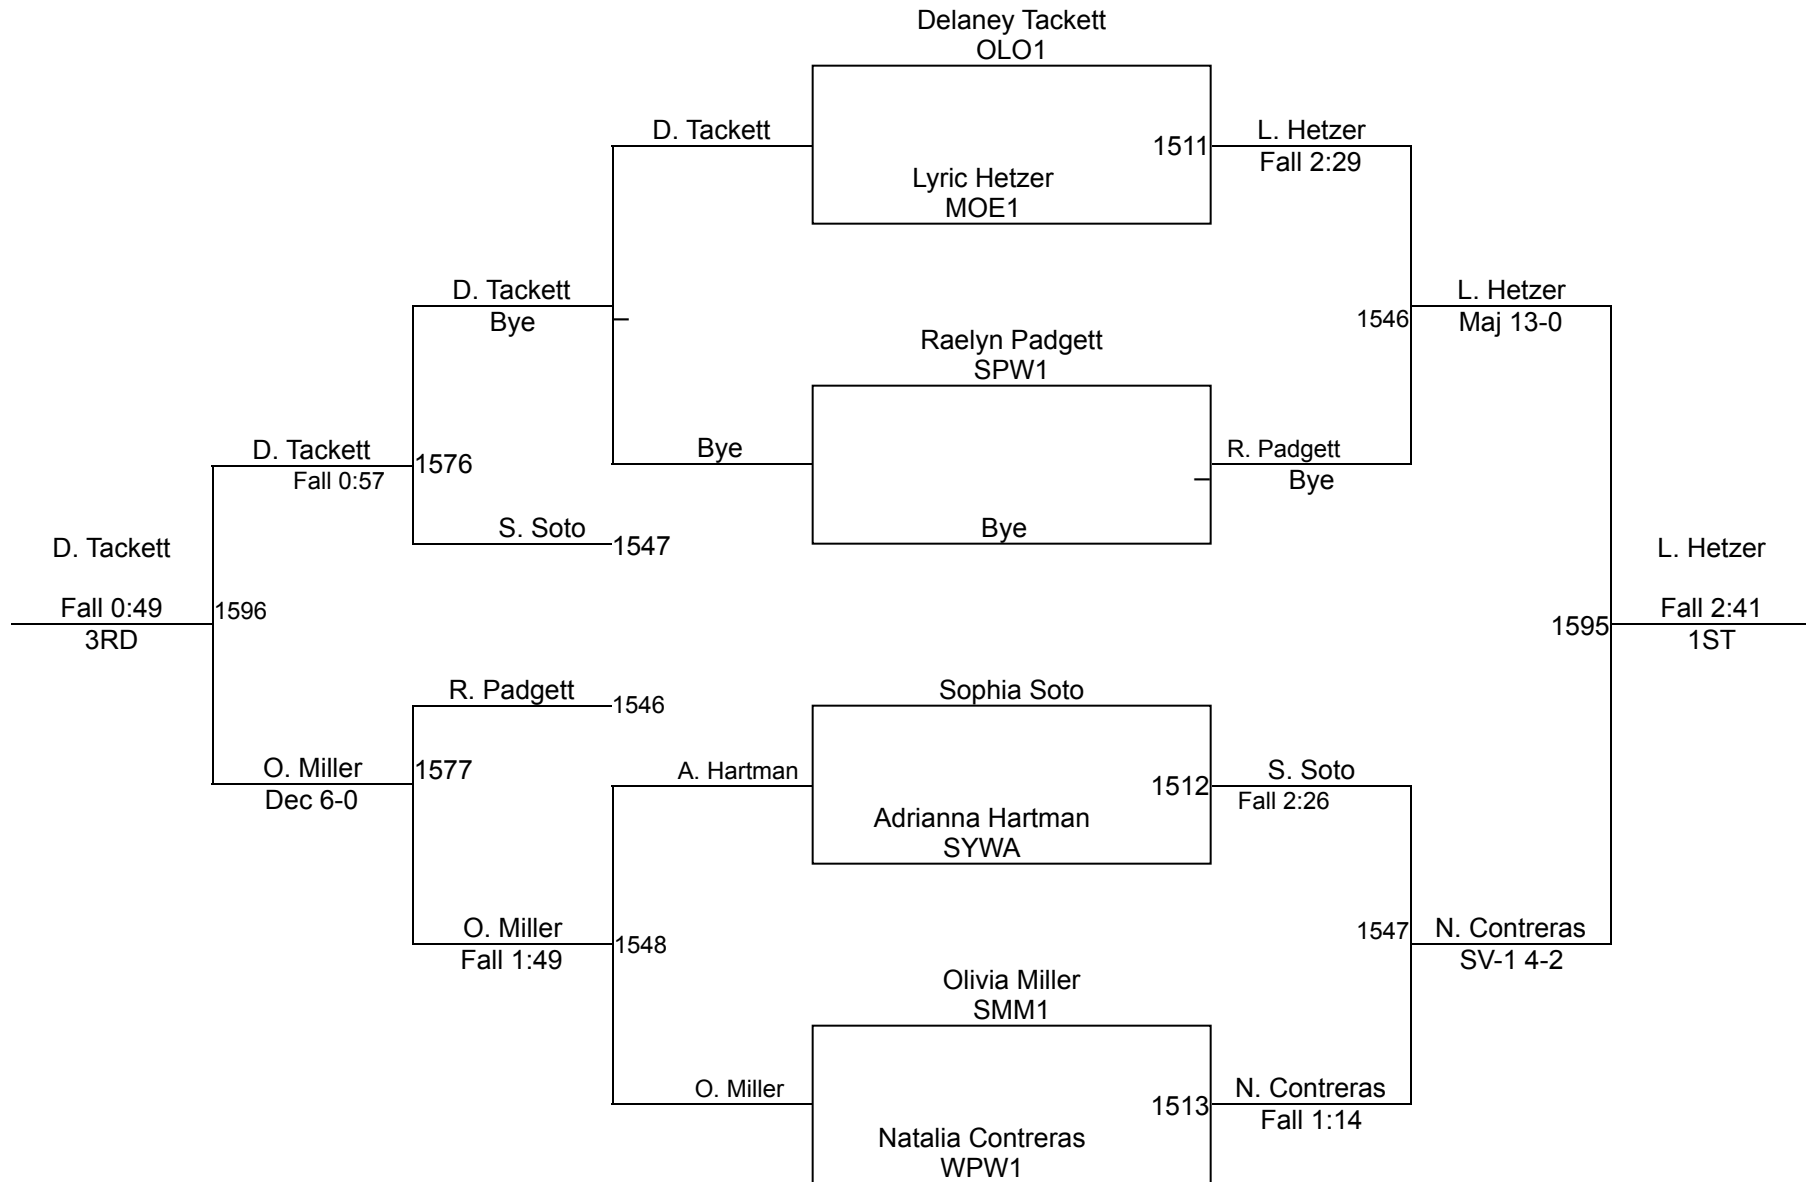 Delaney Tackett
OLO1
D. Tackett
1511
L. Hetzer
Fall 2:29
Lyric Hetzer
MOE1
D. Tackett
Bye
L. Hetzer
Maj 13-0
1546
Raelyn Padgett
SPW1
D. Tackett
Fall 0:57
1576
Bye
R. Padgett
Bye
S. Soto
1547
Bye
D. Tackett
Fall 0:49
3RD
1596
L. Hetzer
Fall 2:41
1ST
1595
R. Padgett
1546
Sophia Soto
O. Miller
Dec 6-0
1577
A. Hartman
1512
S. Soto
Fall 2:26
Adrianna Hartman
SYWA
O. Miller
Fall 1:49
1548
1547
N. Contreras
SV-1 4-2
Olivia Miller
SMM1
O. Miller
1513
N. Contreras
Fall 1:14
Natalia Contreras
WPW1